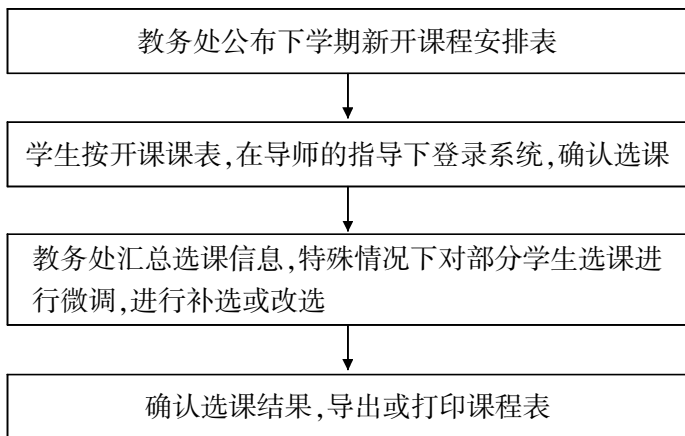 教务处公布下学期新开课程安排表
学生按开课课表,在导师的指导下登录系统,确认选课
教务处汇总选课信息,特殊情况下对部分学生选课进
行微调,进行补选或改选
确认选课结果,导出或打印课程表